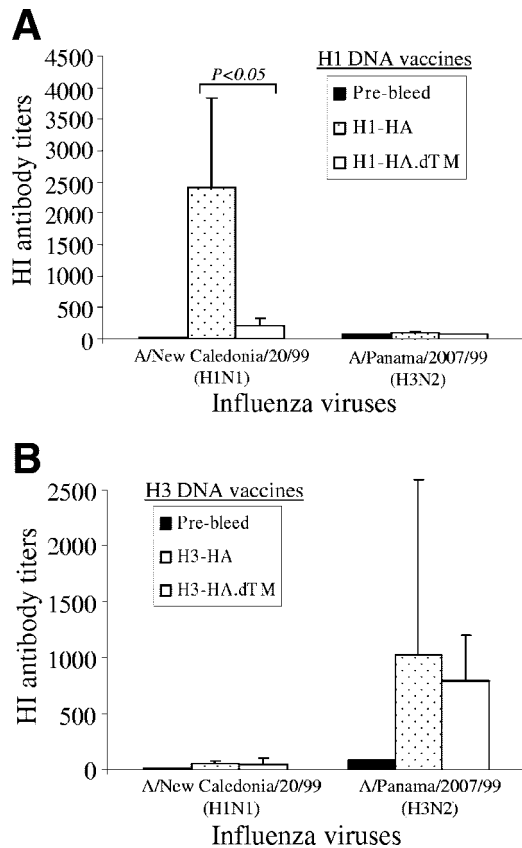 A
H1 DNA vaccines
P<0.05
Pre-bleed
H1-HA
H1-HA.dTM
HI antibody titers
5000
4500
4000
3500
3000
2500
2000
1500
1000
500
0
A/New Caledonia/20/99
(H1N1)
A/Panama/2007/99
(H3N2)
Influenza viruses
B
H3 DNA vaccines
Pre-bleed
H3-HA
H3-HA.dTM
HI antibody titers
2500
2000
1500
1000
500
0
A/New Caledonia/20/99
(H1N1)
A/Panama/2007/99
(H3N2)
Influenza viruses